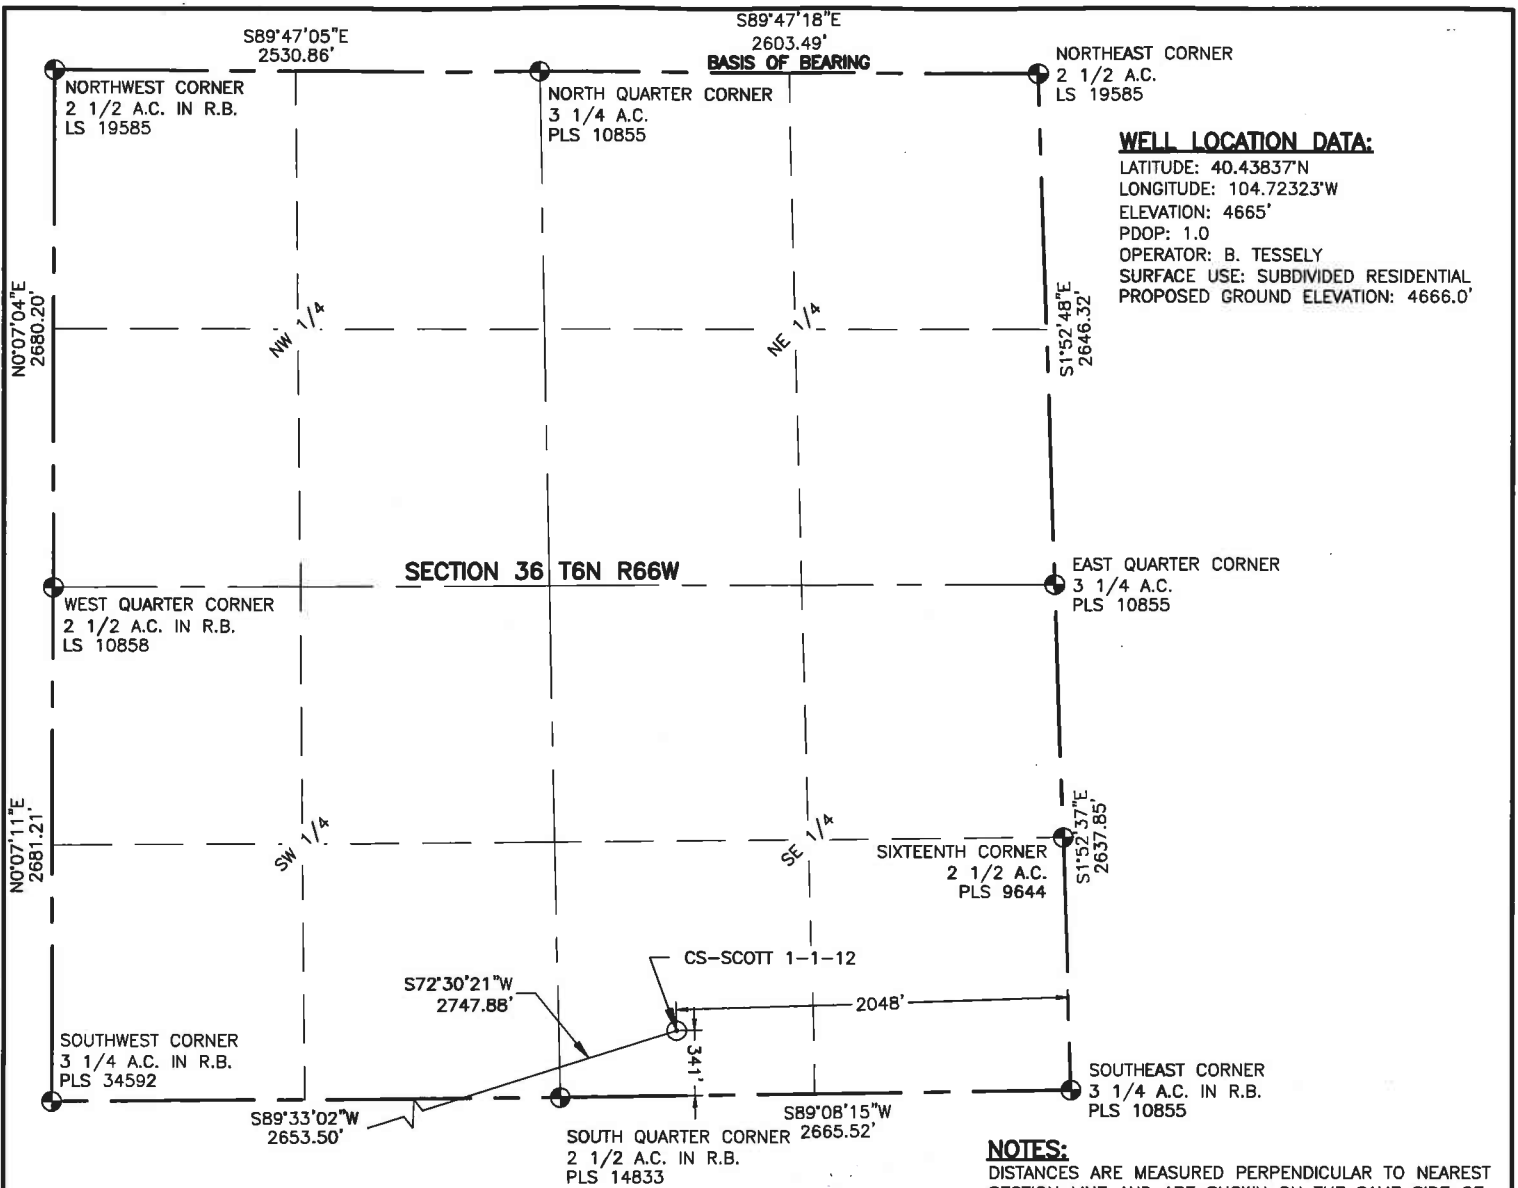 S89°47'05"E
2530.86'
S89°47'18"E
2603.49'
BASIS OF BEARING
NORTHWEST CORNER
2 1/2 A.C. IN R.B.
LS 19585
NORTH QUARTER CORNER
3 1/4 A.C.
PLS 10855
NORTHEAST CORNER
2 1/2 A.C.
LS 19585
WELL LOCATION DATA:
LATITUDE: 40.43837°N
LONGITUDE: 104.72323°W
ELEVATION: 4665'
PDOP: 1.0
OPERATOR: B. TESSELY
SURFACE USE: SUBDIVIDED RESIDENTIAL
PROPOSED GROUND ELEVATION: 4666.0'
N0°07'04"E
2680.20'
NW 1/4
NE 1/4
S1°52'48"E
2646.32'
SECTION 36 T6N R66W
WEST QUARTER CORNER
2 1/2 A.C. IN R.B.
LS 10858
EAST QUARTER CORNER
3 1/4 A.C.
PLS 10855
N0°07'11"E
2681.21'
SW 1/4
SE 1/4
S1°52'37"E
2637.85'
SIXTEENTH CORNER
2 1/2 A.C.
PLS 9644
CS-SCOTT 1-1-12
S72°30'21"W
2747.88'
2048'
341'
SOUTHWEST CORNER
3 1/4 A.C. IN R.B.
PLS 34592
SOUTHEAST CORNER
3 1/4 A.C. IN R.B.
PLS 10855
S89°33'02"W
2653.50'
S89°08'15"W
2665.52'
SOUTH QUARTER CORNER
2 1/2 A.C. IN R.B.
PLS 14833
NOTES:
DISTANCES ARE MEASURED PERPENDICULAR TO NEAREST